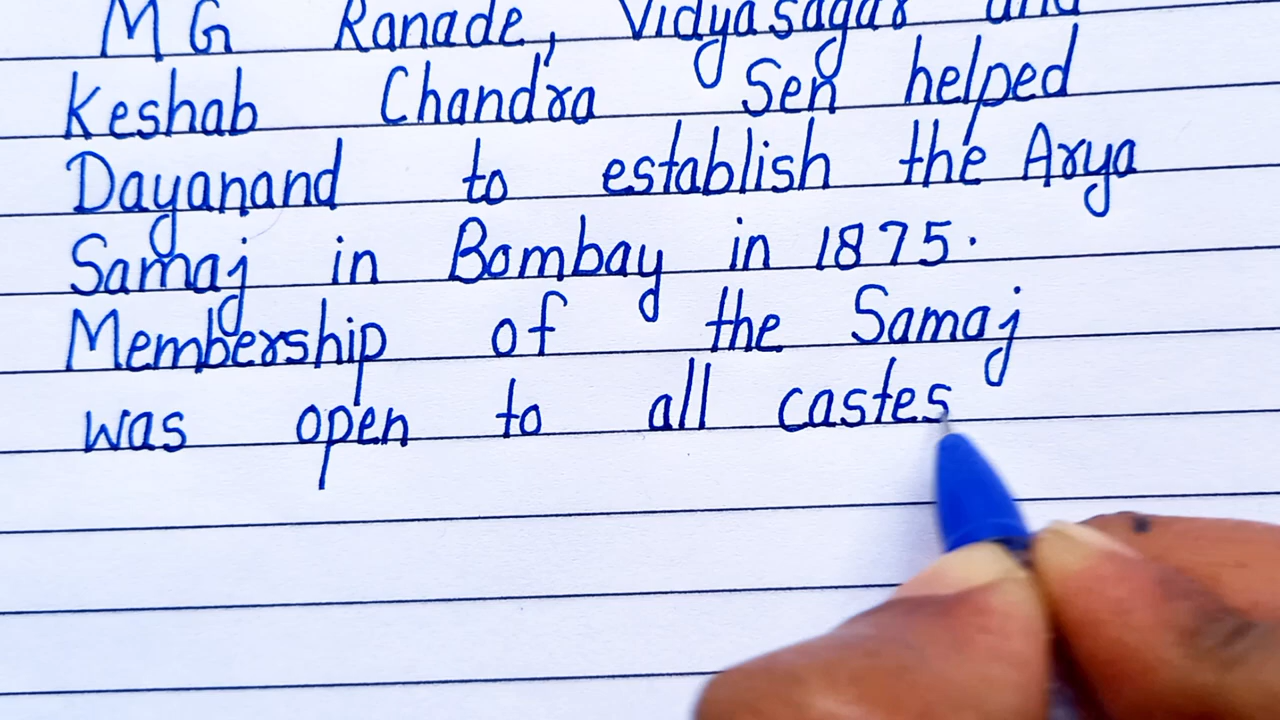 MG Ranade, Vidyasagar and
Keshab Chandra Sen helped
Dayanand to establish the Arya
Samaj in Bombay in 1875.
Membership of the Samaj
was open to all castes